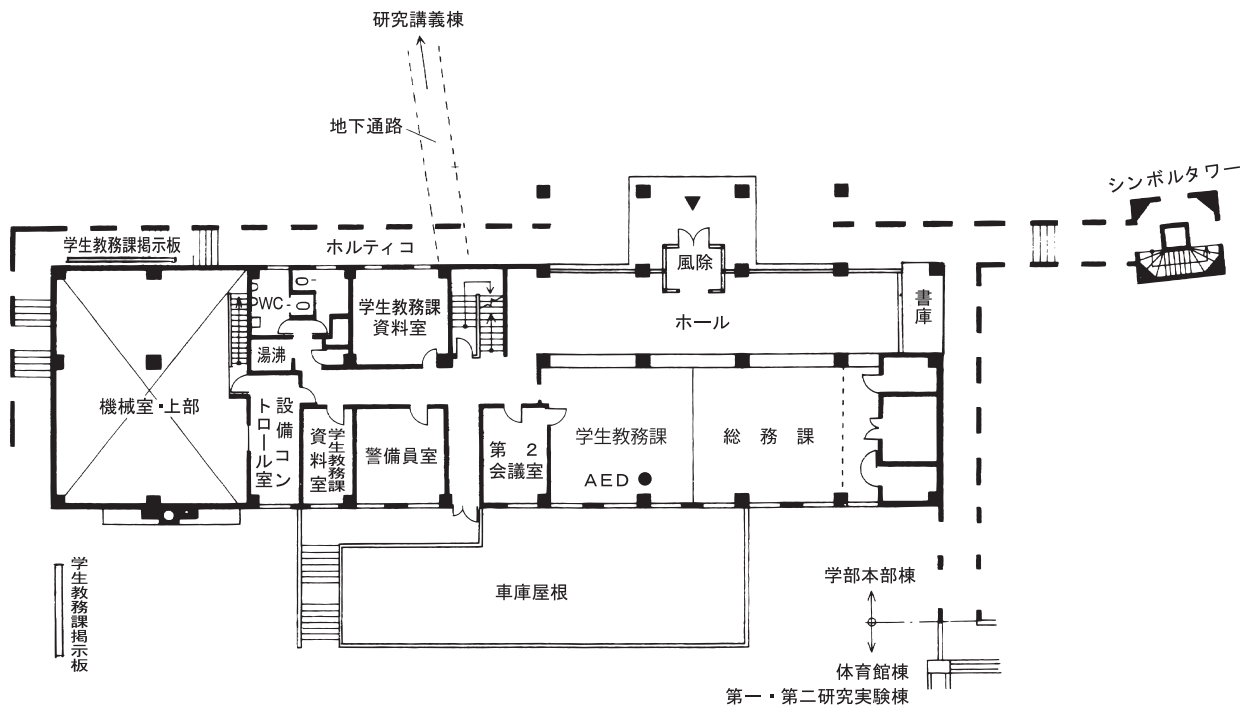 研究講義棟
地下通路
シンボルタワー
学生教務課掲示板
ホルティコ
風除
PWC
学生教務課
資料室
ホール
書庫
湯沸
機械室・上部
設備コン
トロール室
学生教務課
資料室
警備員室
第2
会議室
学生教務課
総務課
AED
車庫屋根
学生教務課掲示板
学部本部棟
体育館棟
第一・第二研究実験棟